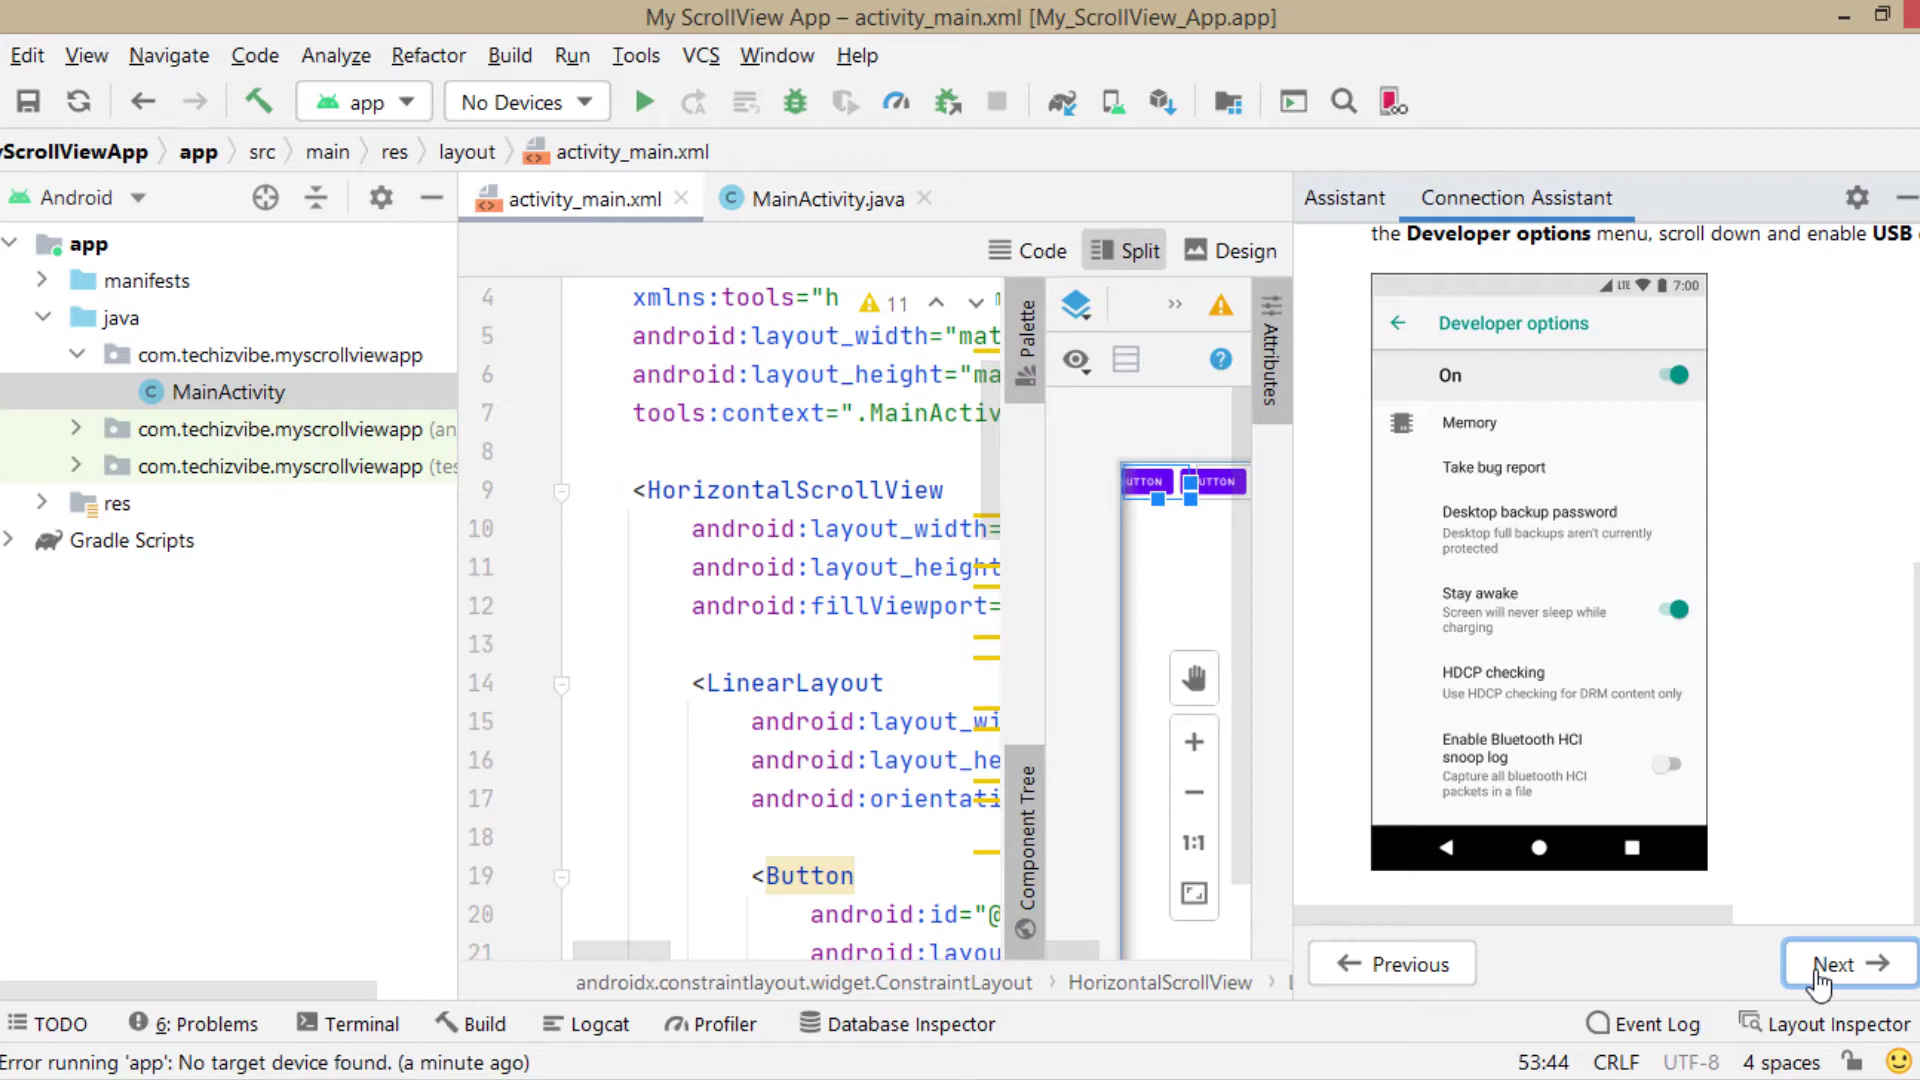 My ScrollView App – activity_main.xml [My_ScrollView_App.app]
Edit View Navigate Code Analyze Refactor Build Run Tools VCS Window Help
app No Devices
yScrollViewApp app src main res layout activity_main.xml
Android
activity_main.xml MainActivity.java
Assistant Connection Assistant
Code Split Design
app
manifests
java
com.techizvibe.myscrollviewapp
MainActivity
com.techizvibe.myscrollviewapp (an
com.techizvibe.myscrollviewapp (tes
res
Gradle Scripts
4 xmlns:tools="h 11
5 android:layout_width="mat
6 android:layout_height="ma
7 tools:context=".MainActiv
8
9 <HorizontalScrollView
10 android:layout_width=
11 android:layout_height
12 android:fillViewport=
13
14 <LinearLayout
15 android:layout_wi
16 android:layout_he
17 android:orientati
18
19 <Button
20 android:id="@
21 android:layou
Palette
Component Tree
Attributes
UTTON UTTON
1:1
the Developer options menu, scroll down and enable USB
LTE 7:00
Developer options
On
Memory
Take bug report
Desktop backup password
Desktop full backups aren't currently
protected
Stay awake
Screen will never sleep while
charging
HDCP checking
Use HDCP checking for DRM content only
Enable Bluetooth HCI
snoop log
Capture all bluetooth HCI
packets in a file
Previous Next
androidx.constraintlayout.widget.ConstraintLayout HorizontalScrollView
TODO 6: Problems Terminal Build Logcat Profiler Database Inspector Event Log Layout Inspector
Error running 'app': No target device found. (a minute ago) 53:44 CRLF UTF-8 4 spaces